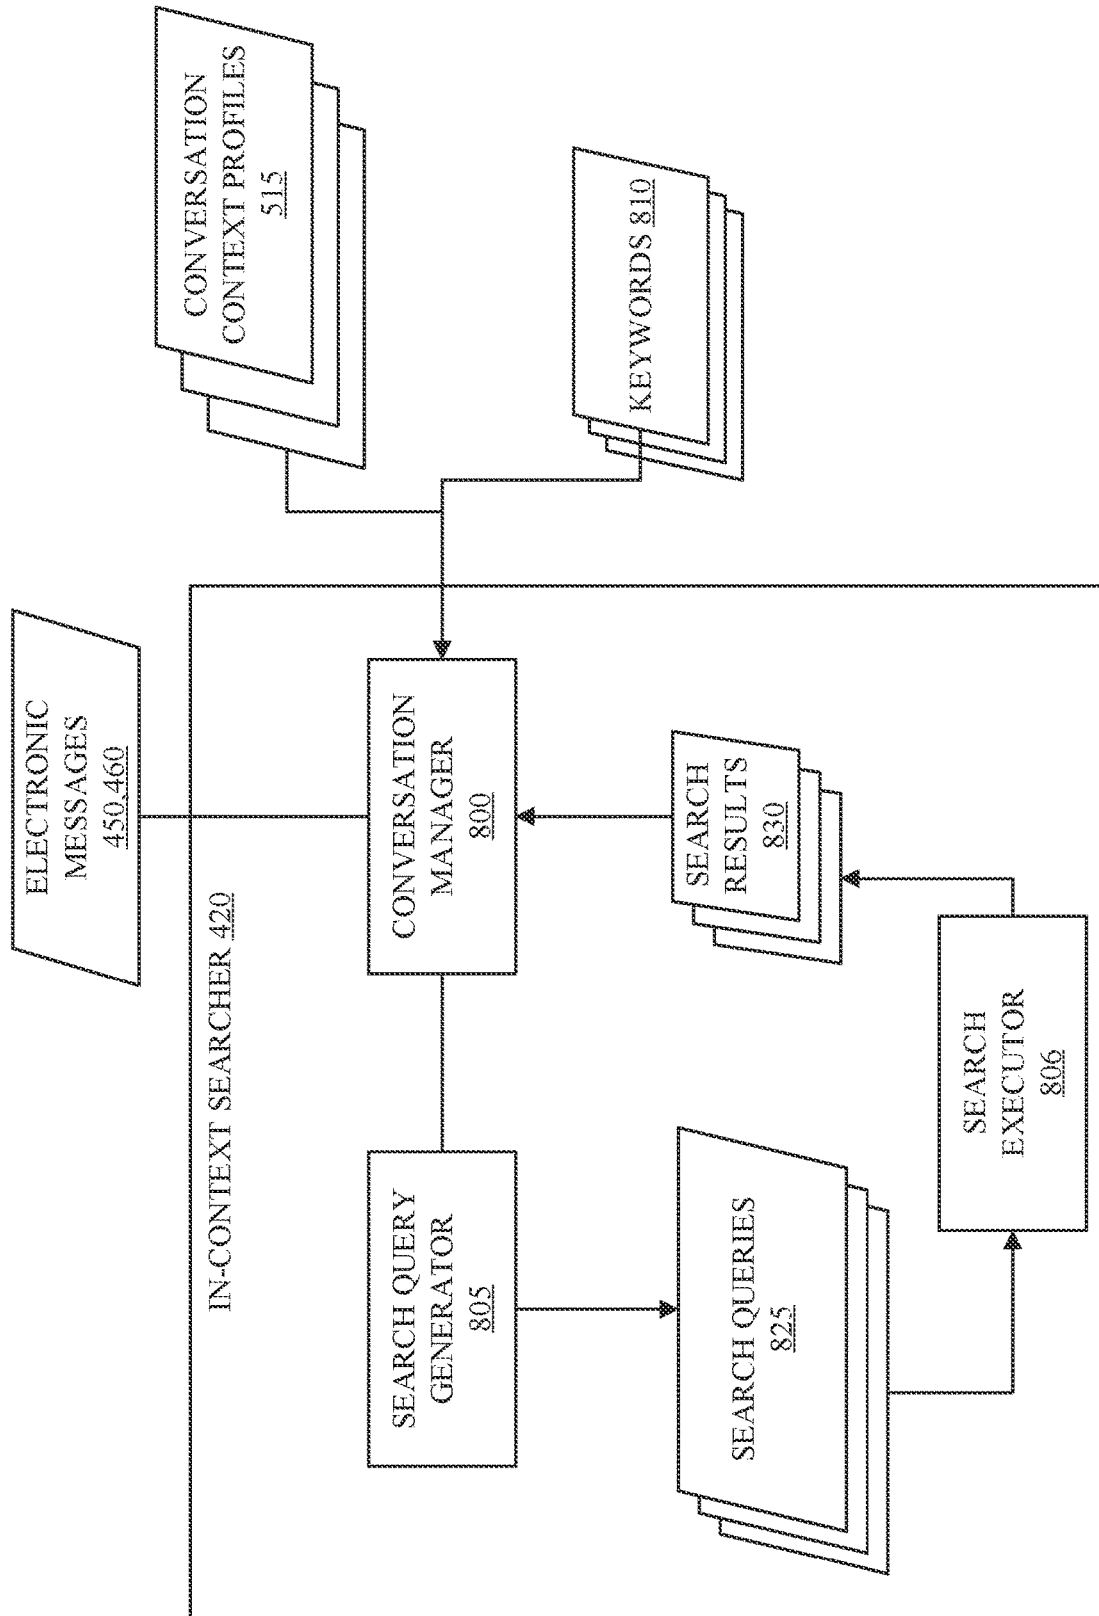 ELECTRONIC
MESSAGES
450,460
IN-CONTEXT SEARCHER 420
CONVERSATION
CONTEXT PROFILES
515
KEYWORDS 810
CONVERSATION
MANAGER
800
SEARCH QUERY
GENERATOR
805
SEARCH
RESULTS
830
SEARCH QUERIES
825
SEARCH
EXECUTOR
806